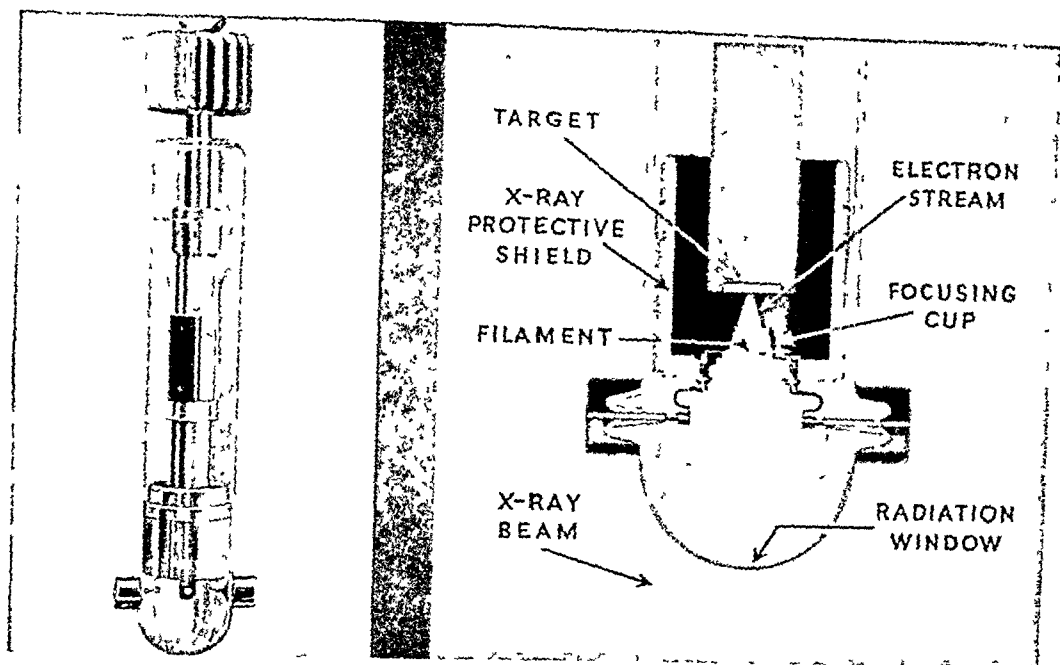 TARGET
X-RAY
PROTECTIVE
SHIELD
FILAMENT
X-RAY
BEAM
ELECTRON
STREAM
FOCUSING
CUP
RADIATION
WINDOW